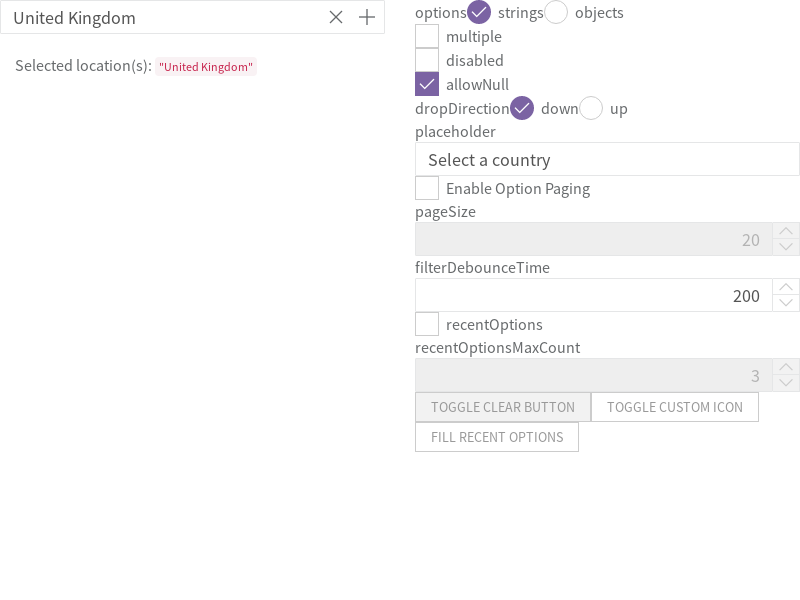 United Kingdom
Selected location(s): "United Kingdom"
options strings objects
multiple
disabled
allowNull
dropDirection down up
placeholder
Select a country
Enable Option Paging
pageSize
20
filterDebounceTime
200
recentOptions
recentOptionsMaxCount
3
TOGGLE CLEAR BUTTON TOGGLE CUSTOM ICON
FILL RECENT OPTIONS